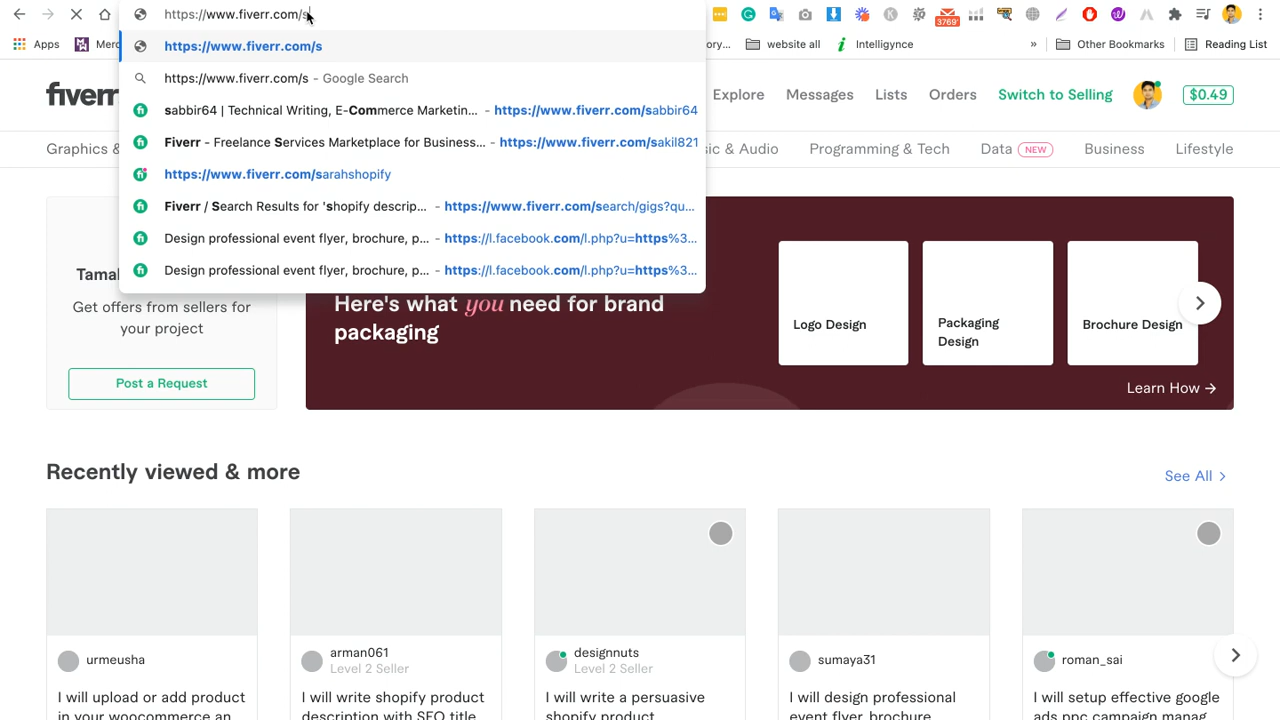 https://www.fiverr.com/s
3769'
Apps
Merc
ory...
website all
Intelligynce
»
Other Bookmarks
Reading List
https://www.fiverr.com/s
https://www.fiverr.com/s - Google Search
sabbir64 | Technical Writing, E-Commerce Marketin... - https://www.fiverr.com/sabbir64
Fiverr - Freelance Services Marketplace for Business... - https://www.fiverr.com/sakil821
https://www.fiverr.com/sarahshopify
Fiverr / Search Results for 'shopify descrip... - https://www.fiverr.com/search/gigs?qu...
Design professional event flyer, brochure, p... - https://l.facebook.com/l.php?u=https%3...
Design professional event flyer, brochure, p... - https://l.facebook.com/l.php?u=https%3...
fiverr
Explore
Messages
Lists
Orders
Switch to Selling
$0.49
Graphics &
sic & Audio
Programming & Tech
Data NEW
Business
Lifestyle
Tamal
Get offers from sellers for
your project
Post a Request
Here's what you need for brand
packaging
Logo Design
Packaging
Design
Brochure Design
Learn How →
Recently viewed & more
See All >
urmeusha
I will upload or add product
in your woocommerce an
arman061
Level 2 Seller
I will write shopify product
description with SEO title
designnuts
Level 2 Seller
I will write a persuasive
shopify product
sumaya31
I will design professional
event flyer, brochure
roman_sai
I will setup effective google
ads ppc campaign manag